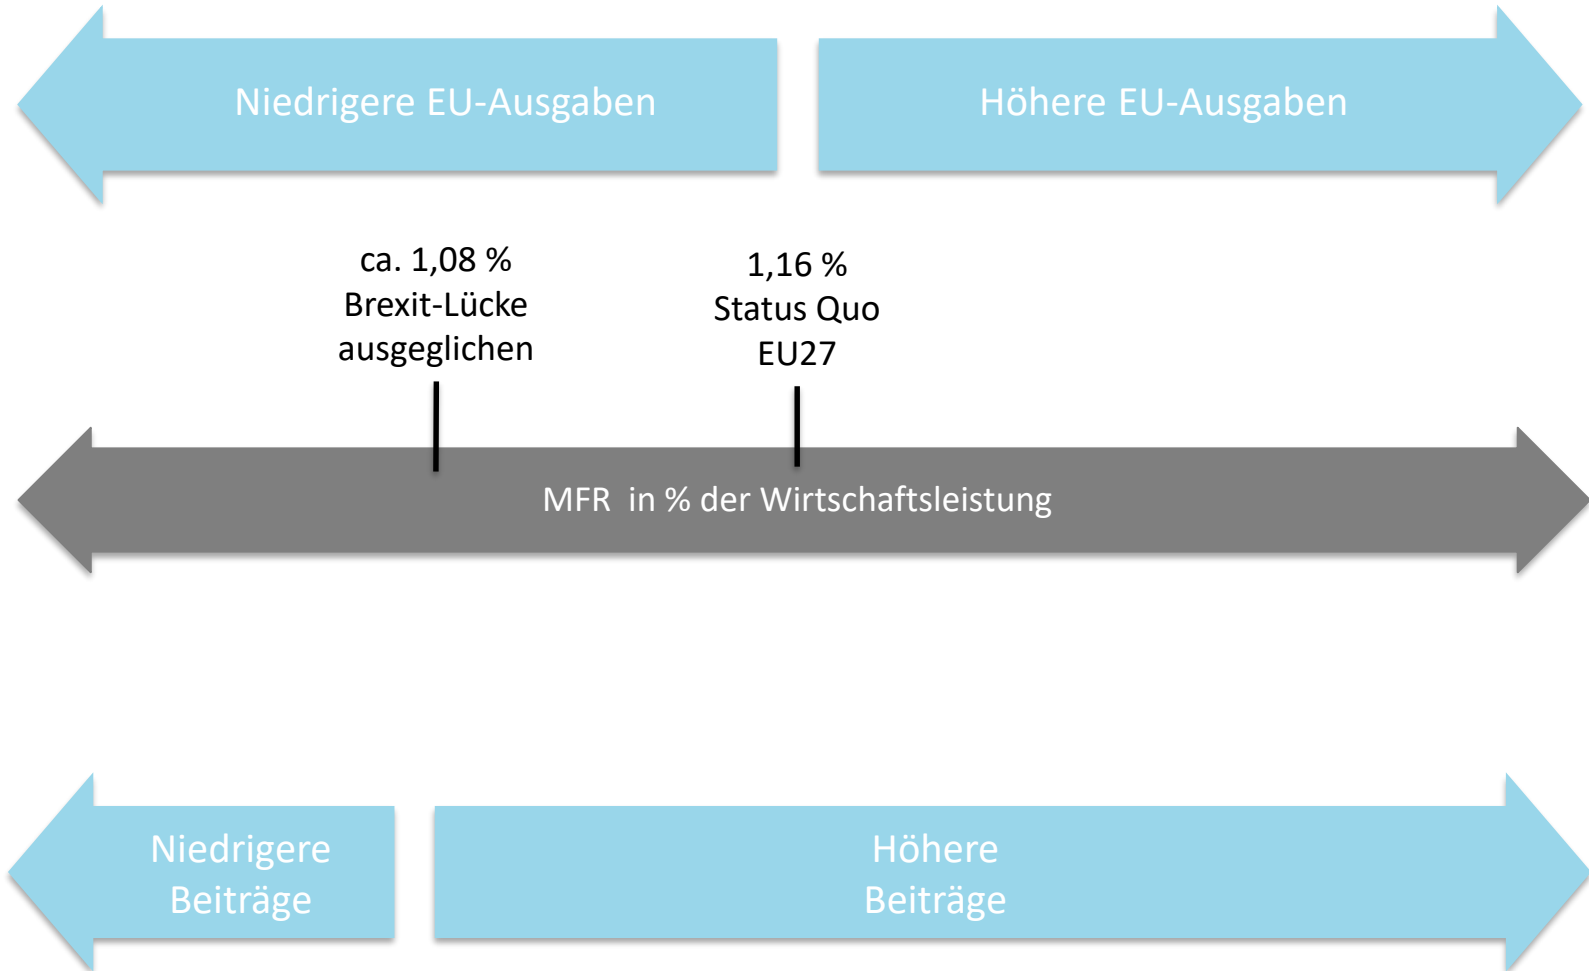 Niedrigere EU-Ausgaben
Höhere EU-Ausgaben
ca. 1,08 %
Brexit-Lücke
ausgeglichen
1,16 %
Status Quo
EU27
MFR  in % der Wirtschaftsleistung
Niedrigere
Beiträge
Höhere
Beiträge